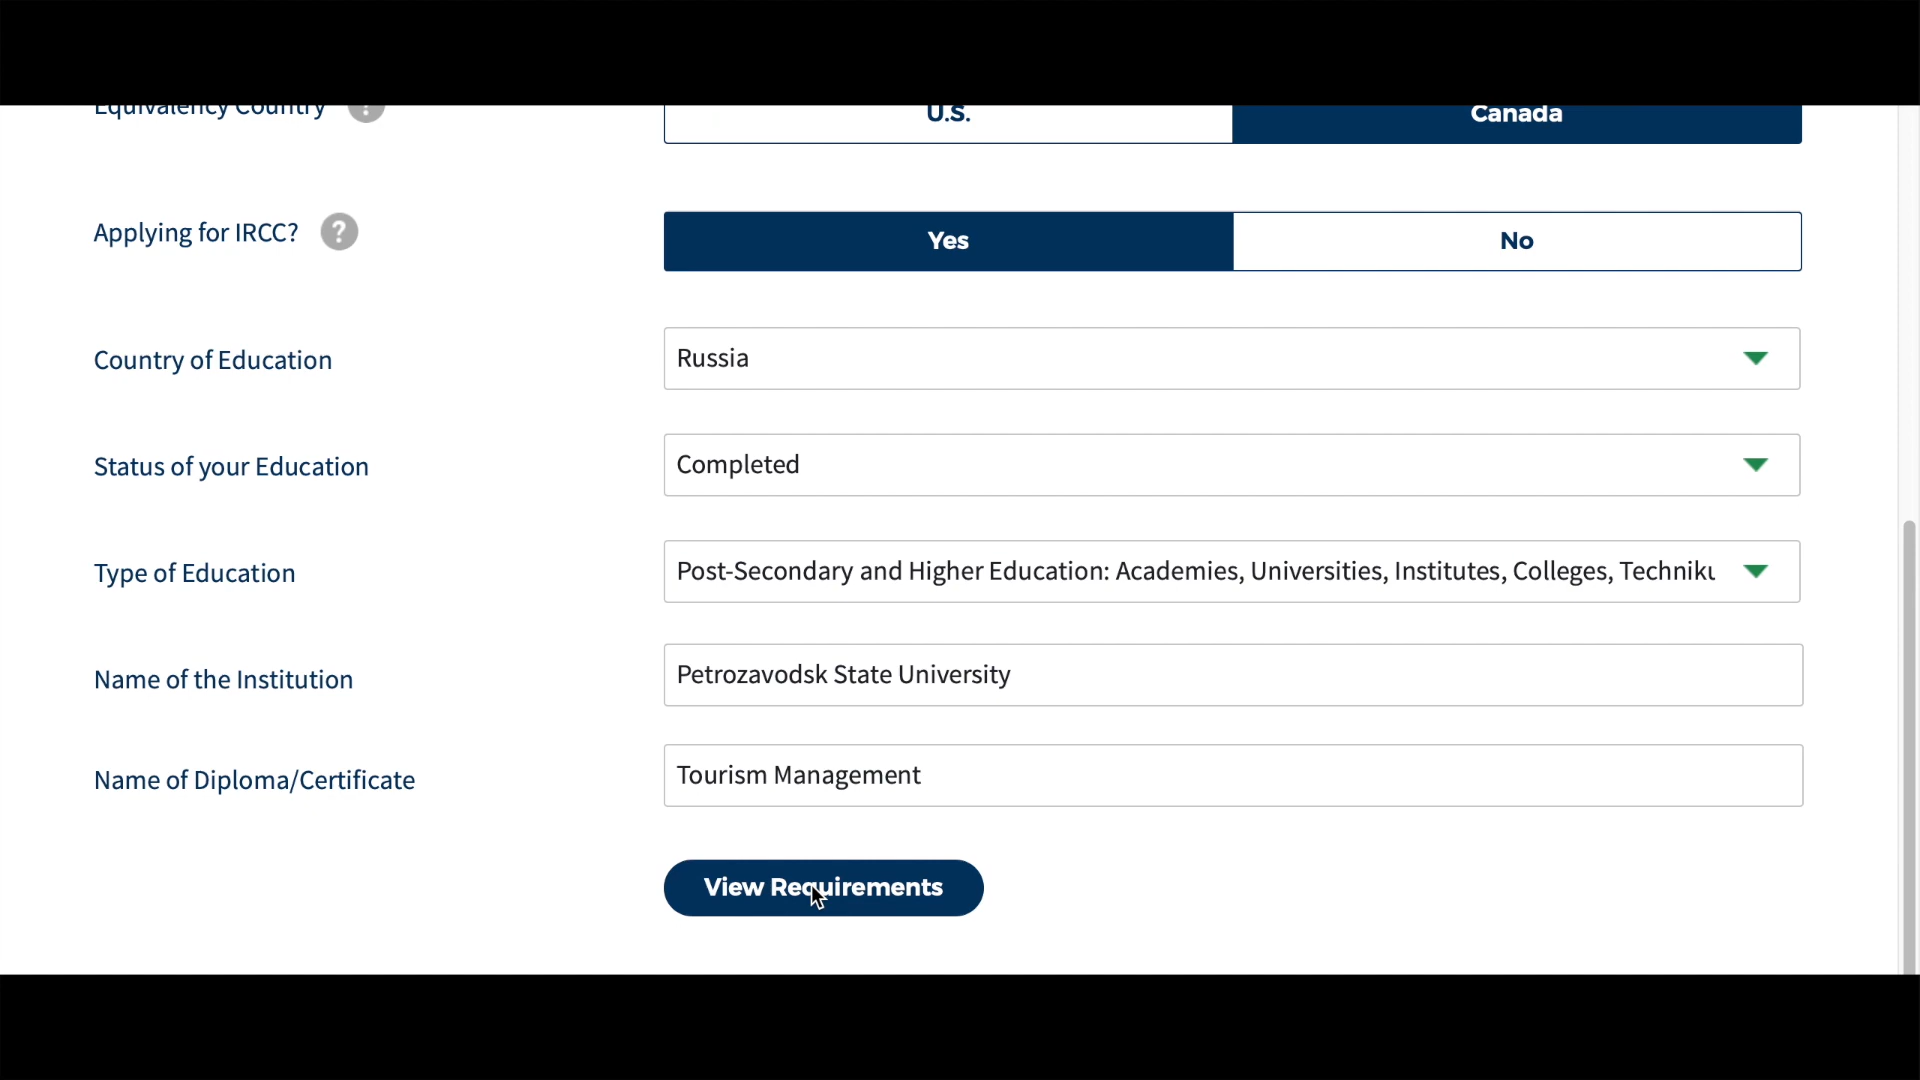 Equivalency Country ?
U.S.
Canada
Applying for IRCC? ?
Yes
No
Country of Education
Russia
Status of your Education
Completed
Type of Education
Post-Secondary and Higher Education: Academies, Universities, Institutes, Colleges, Techniku
Name of the Institution
Petrozavodsk State University
Name of Diploma/Certificate
Tourism Management
View Requirements